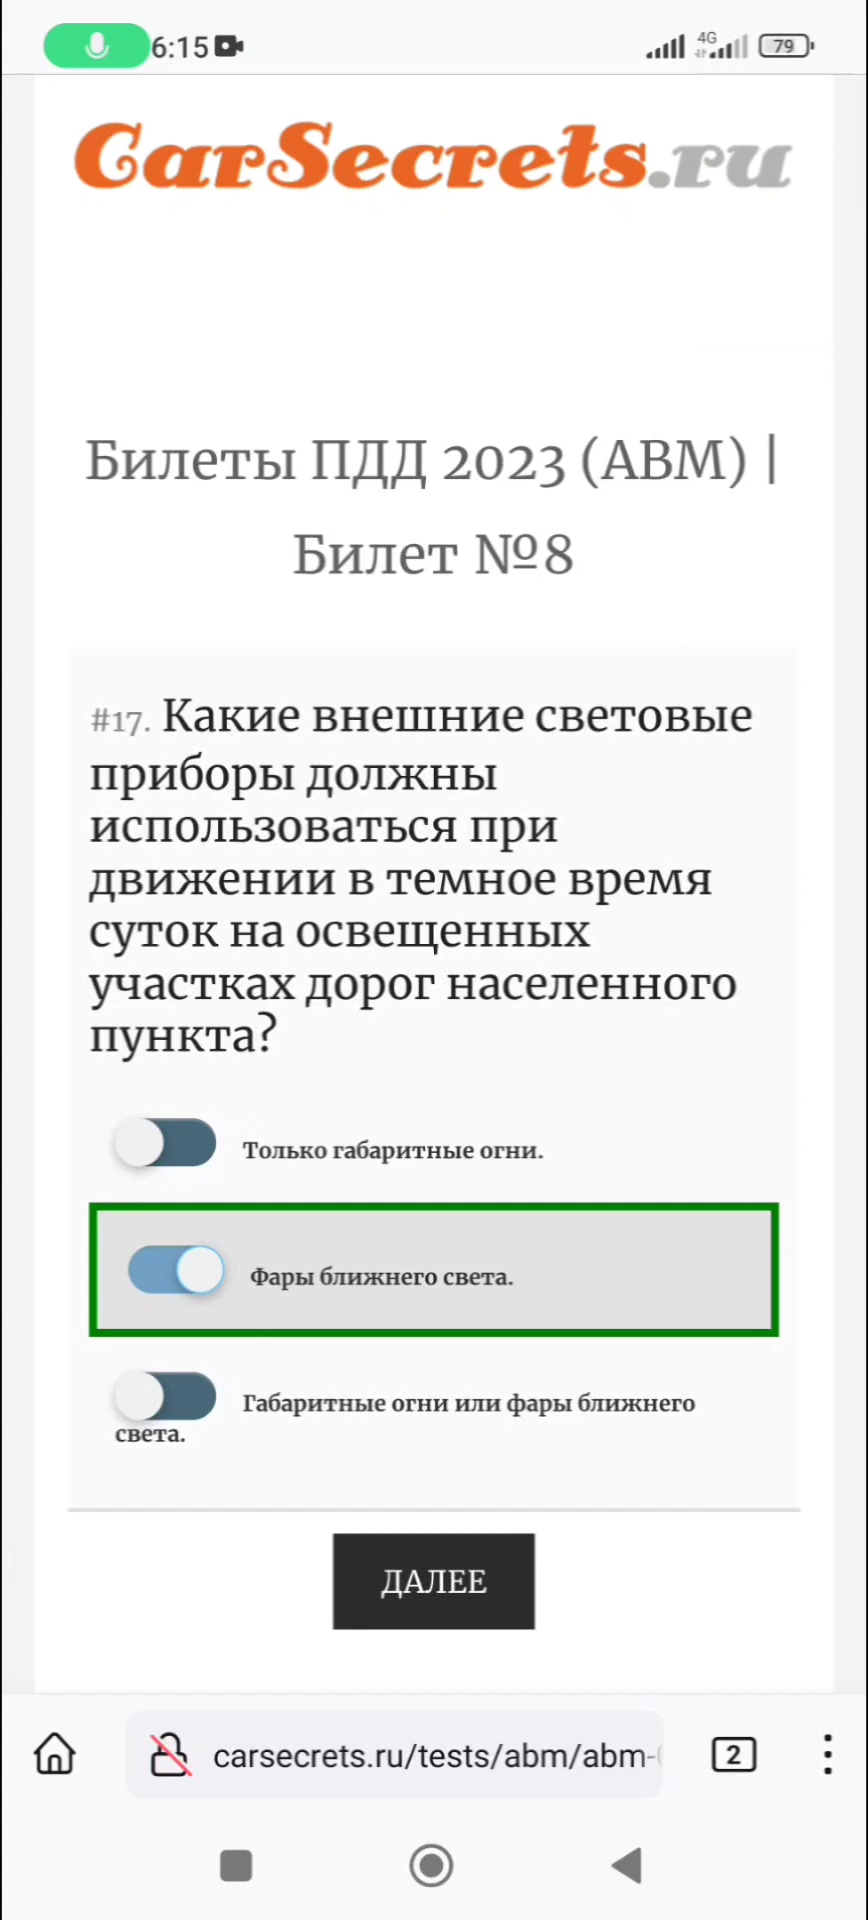 6:15
4G
79
CarSecrets.ru
Билеты ПДД 2023 (АВМ) |
Билет №8
#17. Какие внешние световые
приборы должны
использоваться при
движении в темное время
суток на освещенных
участках дорог населенного
пункта?
Только габаритные огни.
Фары ближнего света.
Габаритные огни или фары ближнего
света.
ДАЛЕЕ
carsecrets.ru/tests/abm/abm-
2